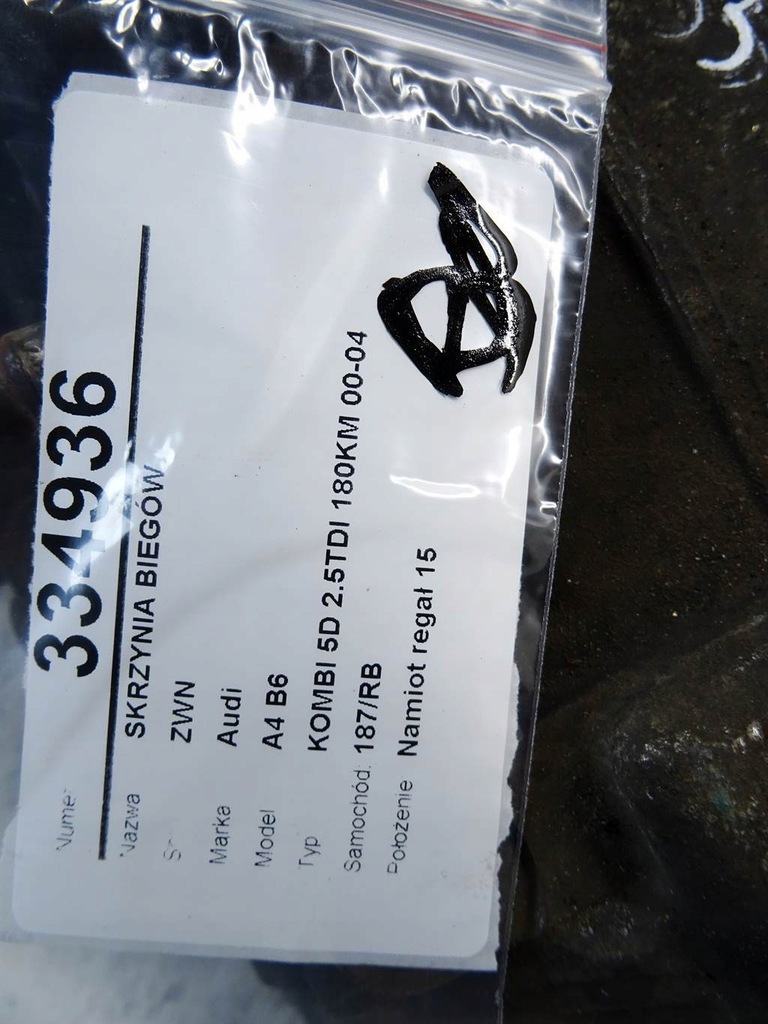 Numer 334936
Nazwa SKRZYNIA BIEGÓW
ZWN
Marka Audi
Model A4 B6
Typ KOMBI 5D 2.5TDI 180KM 00-04
Samochód: 187/RB
Położenie Namiot regał 15